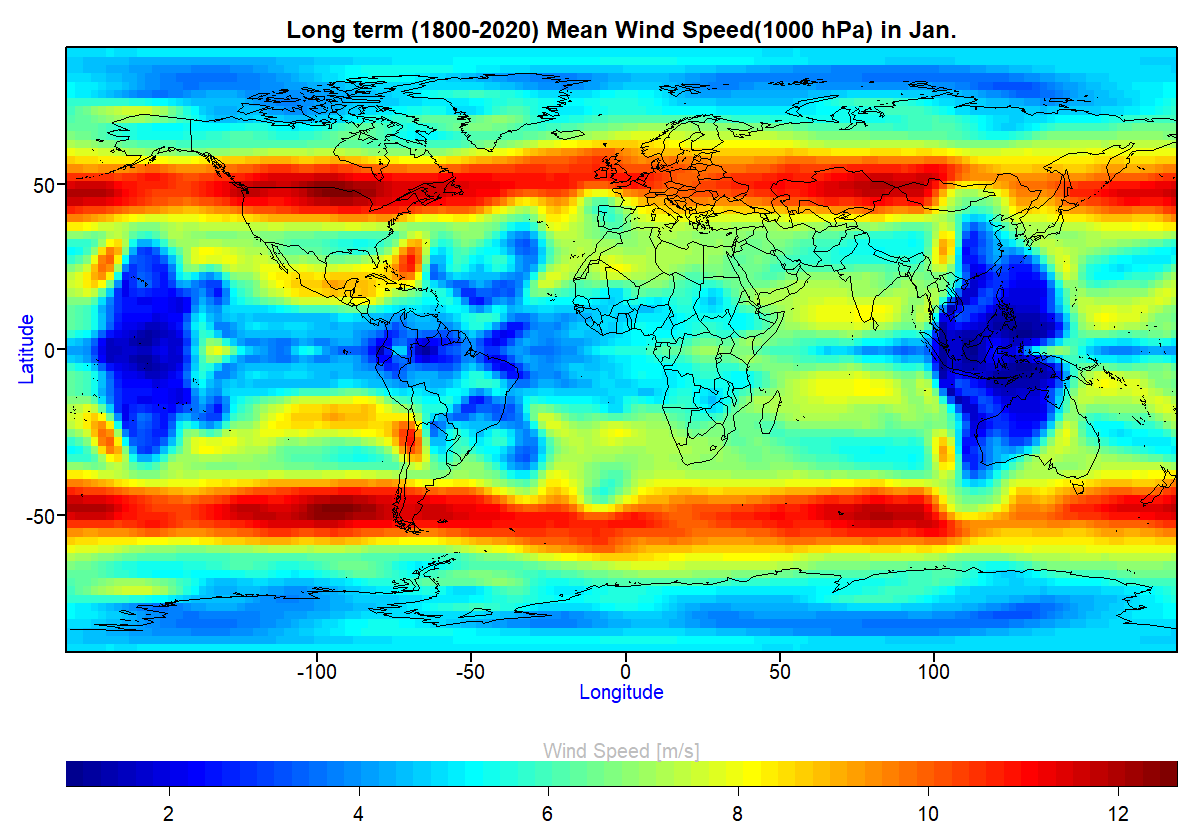 Long term (1800-2020) Mean Wind Speed(1000 hPa) in Jan.
Latitude
50
0
-50
-100 -50 0 50 100
Longitude
Wind Speed [m/s]
2 4 6 8 10 12